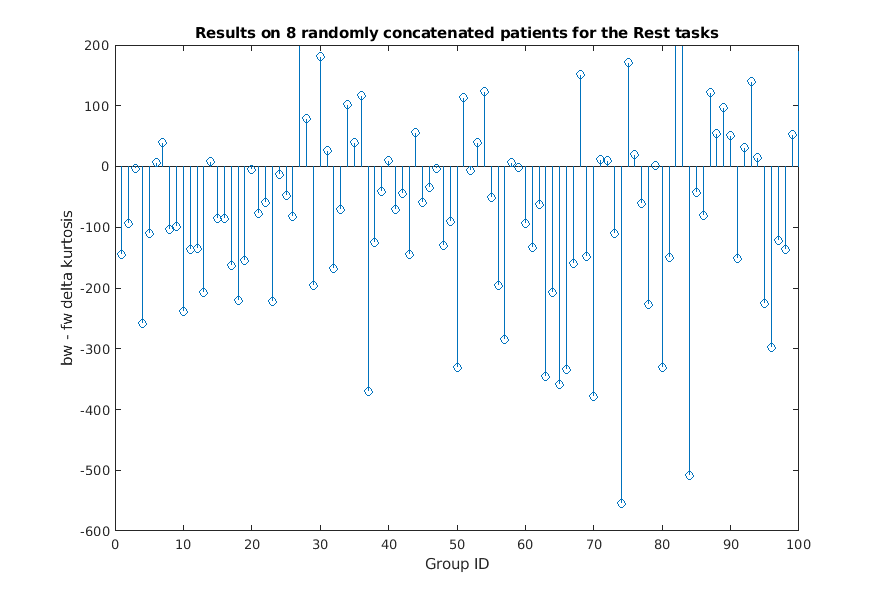 Results on 8 randomly concatenated patients for the Rest tasks
200
100
0
-100
-200
-300
-400
-500
-600
bw - fw delta kurtosis
0 10 20 30 40 50 60 70 80 90 100
Group ID